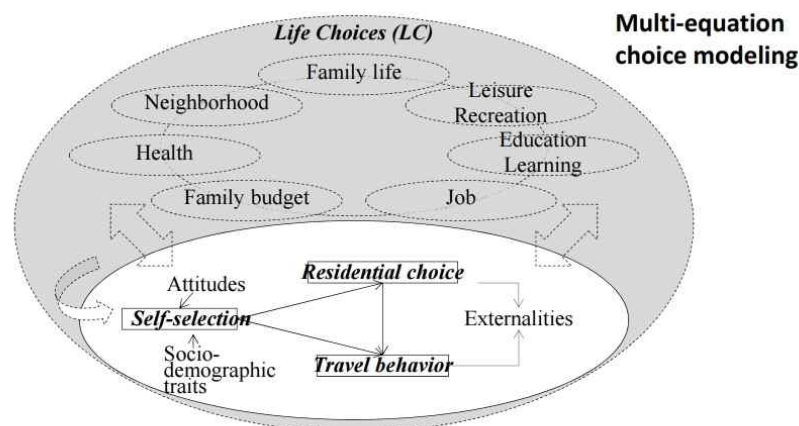 Multi-equation
choice modeling
Life Choices (LC)
Family life
Neighborhood
Leisure
Recreation
Health
Education
Learning
Family budget
Job
Residential choice
Attitudes
Self-selection
Externalities
Socio-
demographic
traits
Travel behavior